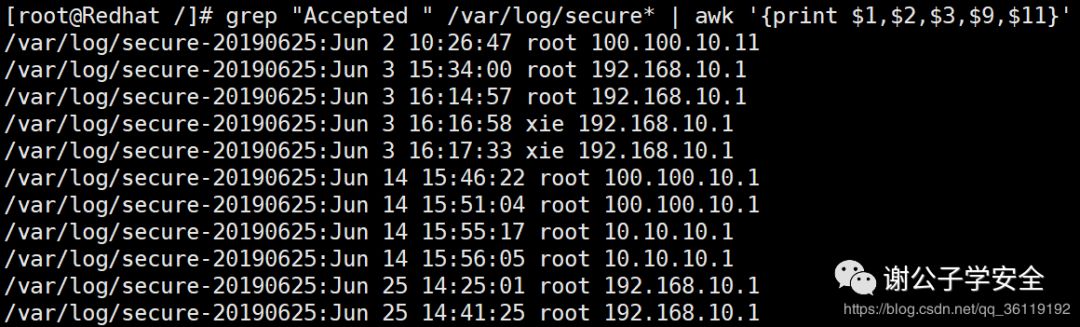 [root@Redhat /]# grep "Accepted " /var/log/secure* | awk '{print $1,$2,$3,$9,$11}'
/var/log/secure-20190625:Jun 2 10:26:47 root 100.100.10.11
/var/log/secure-20190625:Jun 3 15:34:00 root 192.168.10.1
/var/log/secure-20190625:Jun 3 16:14:57 root 192.168.10.1
/var/log/secure-20190625:Jun 3 16:16:58 xie 192.168.10.1
/var/log/secure-20190625:Jun 3 16:17:33 xie 192.168.10.1
/var/log/secure-20190625:Jun 14 15:46:22 root 100.100.10.1
/var/log/secure-20190625:Jun 14 15:51:04 root 100.100.10.1
/var/log/secure-20190625:Jun 14 15:55:17 root 10.10.10.1
/var/log/secure-20190625:Jun 14 15:56:05 root 10.10.10.1
/var/log/secure-20190625:Jun 25 14:25:01 root 192.168.10.1
/var/log/secure-20190625:Jun 25 14:41:25 root 192.168.10.1
谢公子学安全
https://blog.csdn.net/qq_36119192